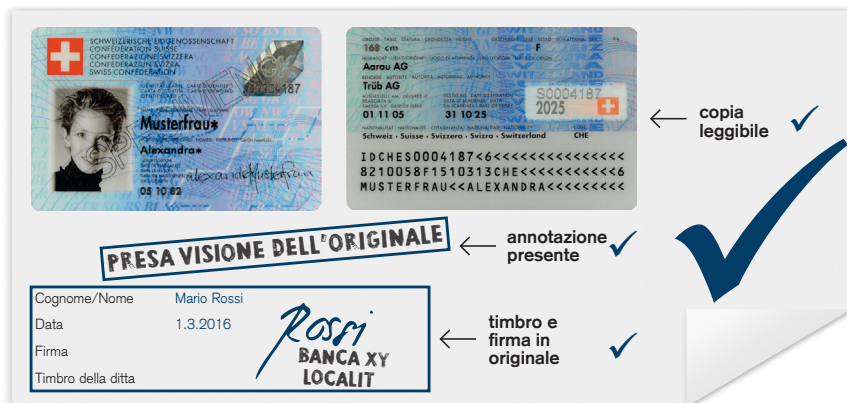 SCHWEIZERISCHE EIDGENOSSENSCHAFT
CONFÉDÉRATION SUISSE
CONFEDERAZIONE SVIZZERA
CONFEDERAZIUN SVIZRA
SWISS CONFEDERATION
SPECIMEN
Musterfrau*
Alexandra*
05 10 82
168 cm
F
Aarau AG
Trüb AG
01 11 05
31 10 25
S0004187
2025
Schweiz · Suisse · Svizzera · Svizra · Switzerland
CHE
IDCHES0004187<6<<<<<<<<<<<<<<<
8210058F1510313CHE<<<<<<<<<<<6
MUSTERFRAU<<ALEXANDRA<<<<<<<<<
copia
leggibile
PRESA VISIONE DELL'ORIGINALE
annotazione
presente
Cognome/Nome Mario Rossi
Data 1.3.2016
Firma
Timbro della ditta
Rossi
BANCA XY
LOCALIT
timbro e
firma in
originale